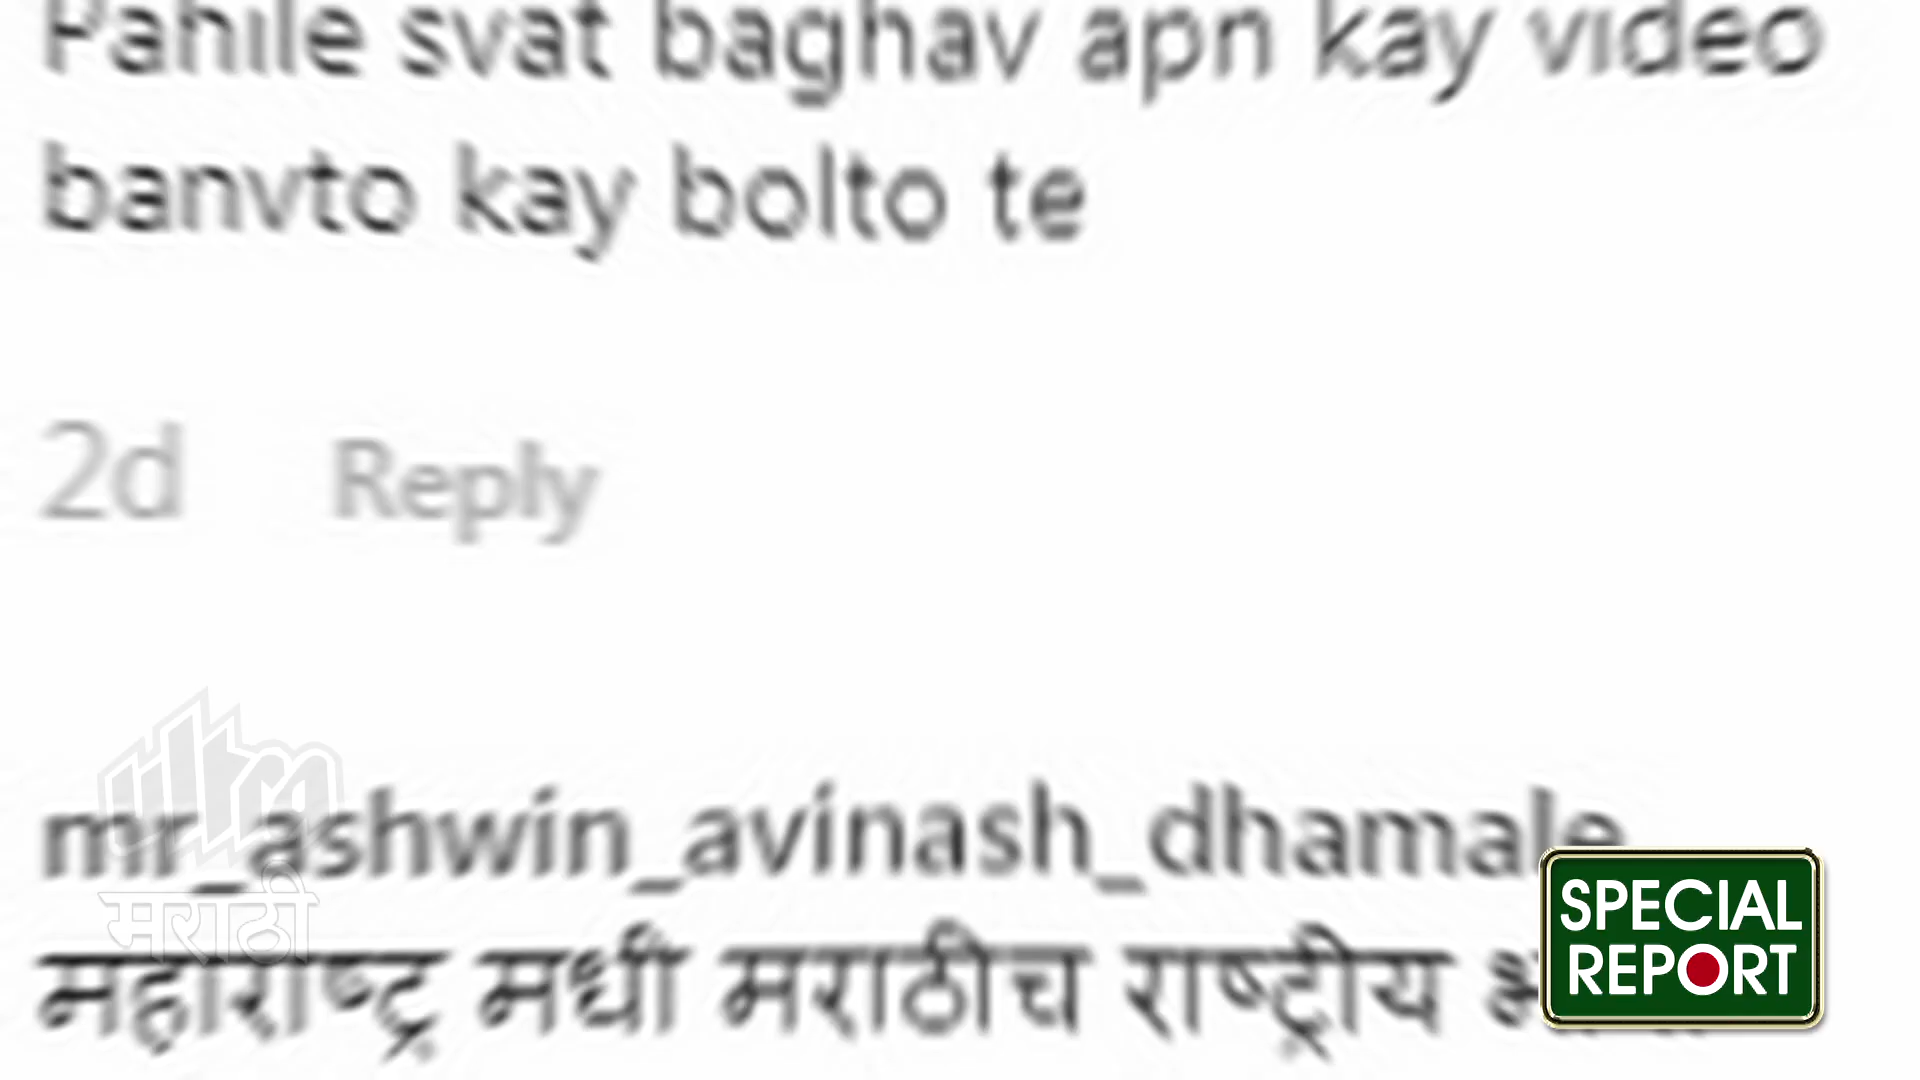 Pahile svat baghav apn kay video
banvto kay bolto te
2d Reply
mr_ashwin_avinash_dhamale
महाराष्ट्र मधी मराठीच राष्ट्रीय
मराठी
SPECIAL
REPORT